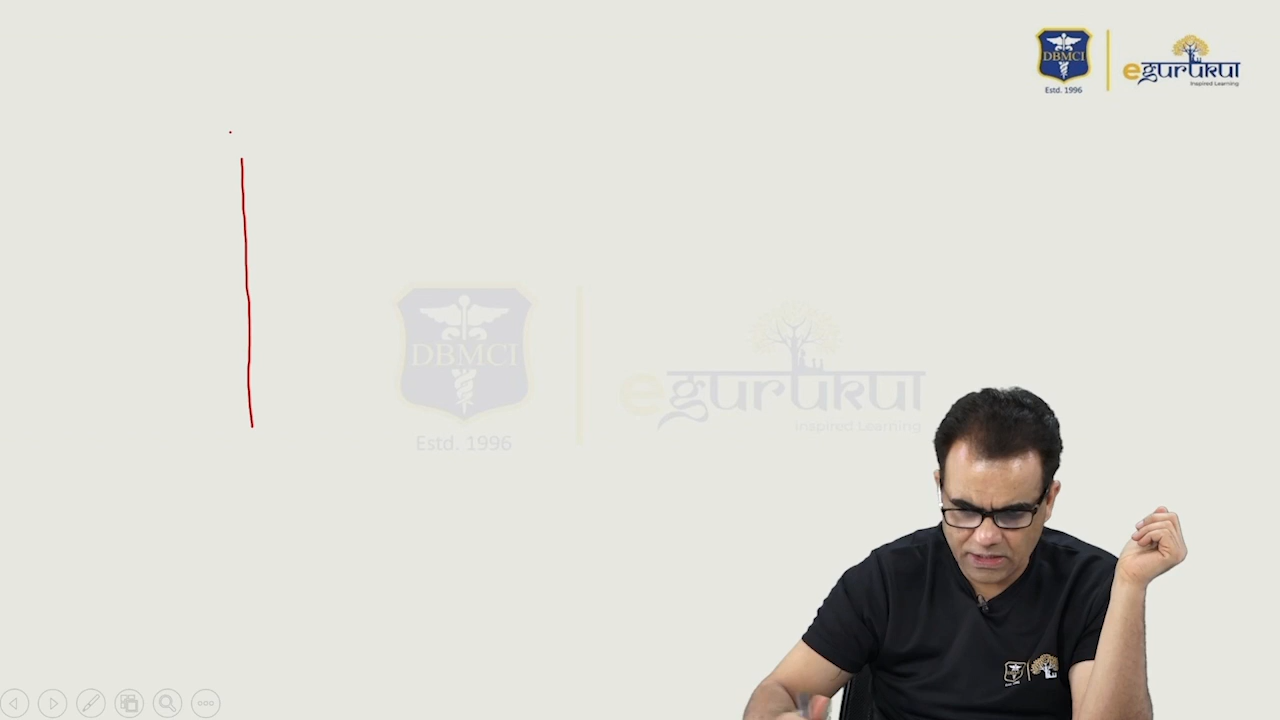 DBMCI
Estd. 1996
egurukul
Inspired Learning
DBMCI
Estd. 1996
egurukul
Inspired Learning